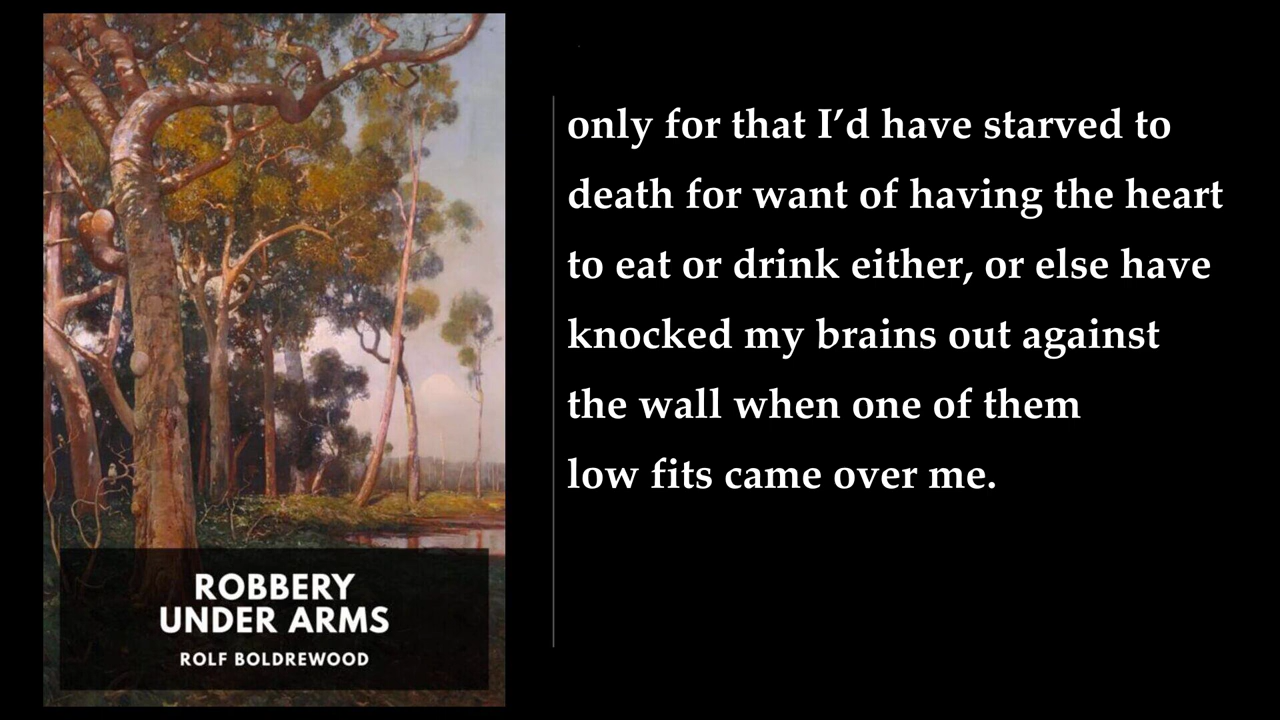 only for that I’d have starved to
death for want of having the heart
to eat or drink either, or else have
knocked my brains out against
the wall when one of them
low fits came over me.
ROBBERY
UNDER ARMS
ROLF BOLDREWOOD